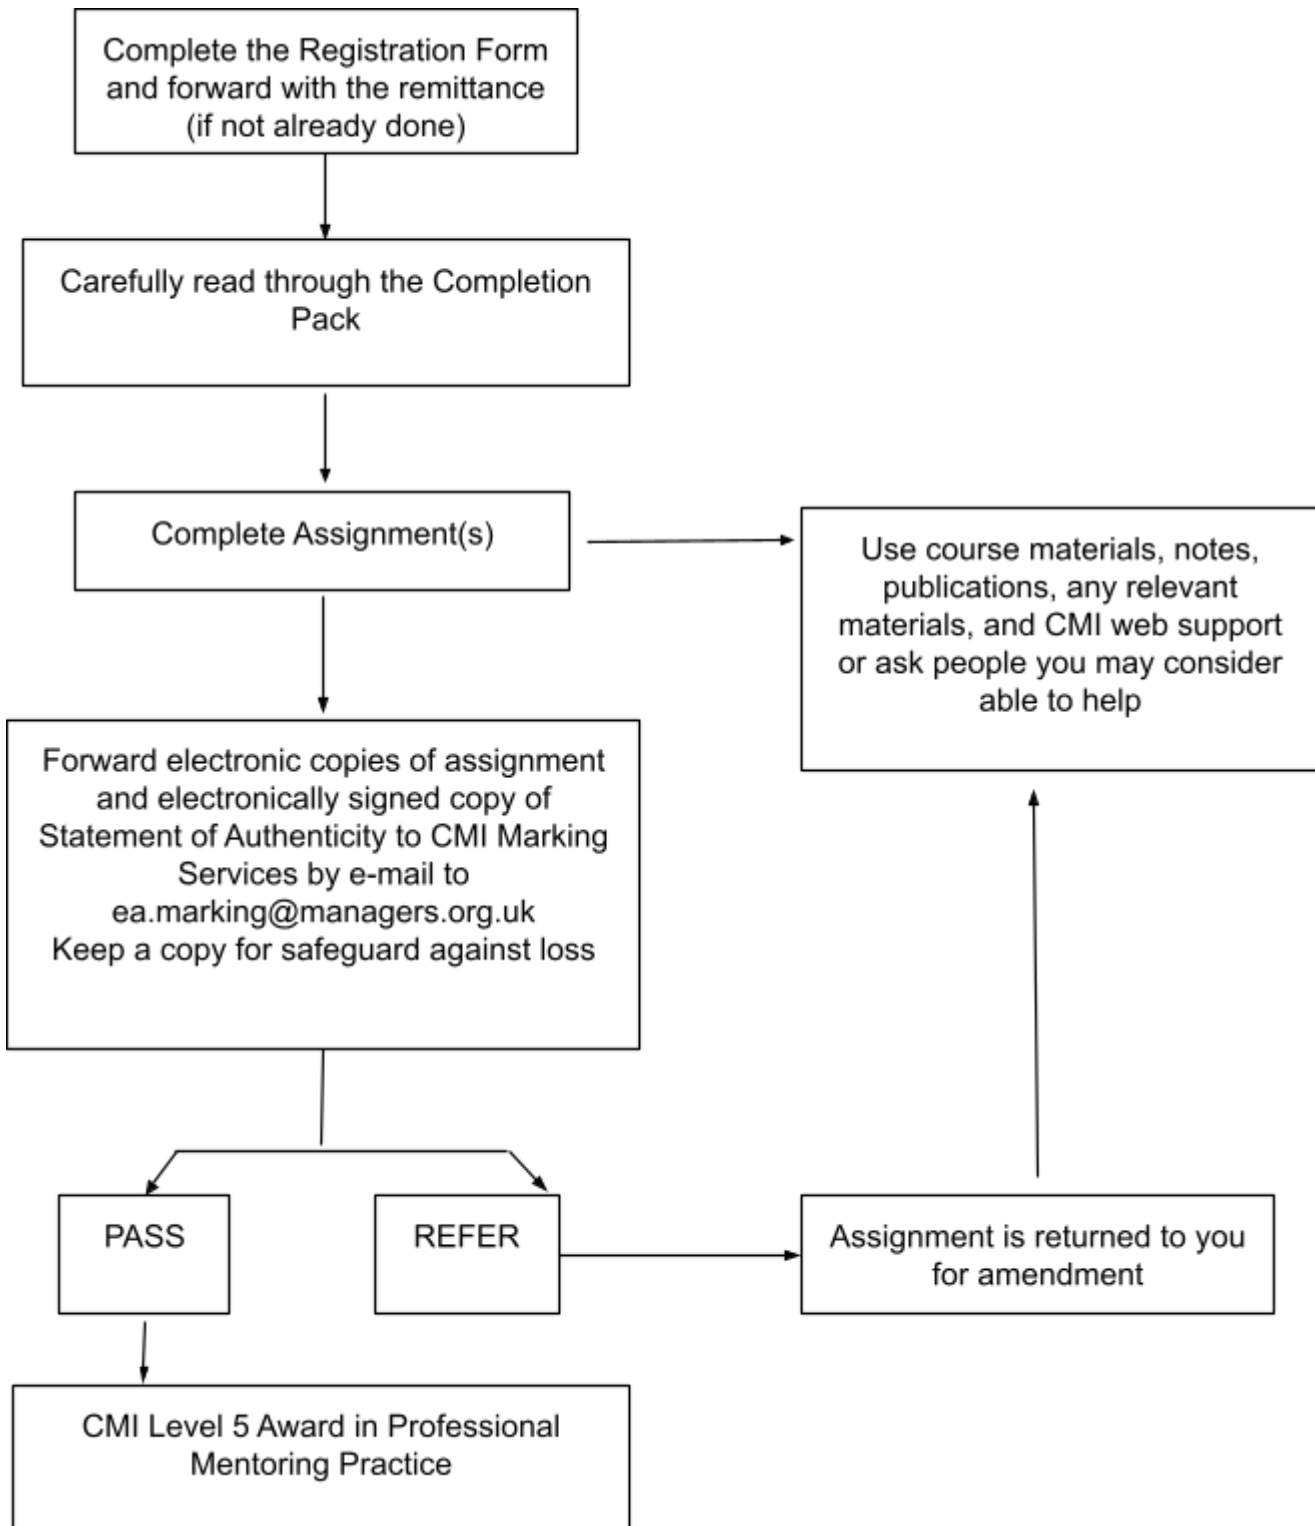 Complete the Registration Form
and forward with the remittance
(if not already done)
Carefully read through the Completion
Pack
Complete Assignment(s)
Use course materials, notes,
publications, any relevant
materials, and CMI web support
or ask people you may consider
able to help
Forward electronic copies of assignment
and electronically signed copy of
Statement of Authenticity to CMI Marking
Services by e-mail to
ea.marking@managers.org.uk
Keep a copy for safeguard against loss
PASS
REFER
Assignment is returned to you
for amendment
CMI Level 5 Award in Professional
Mentoring Practice